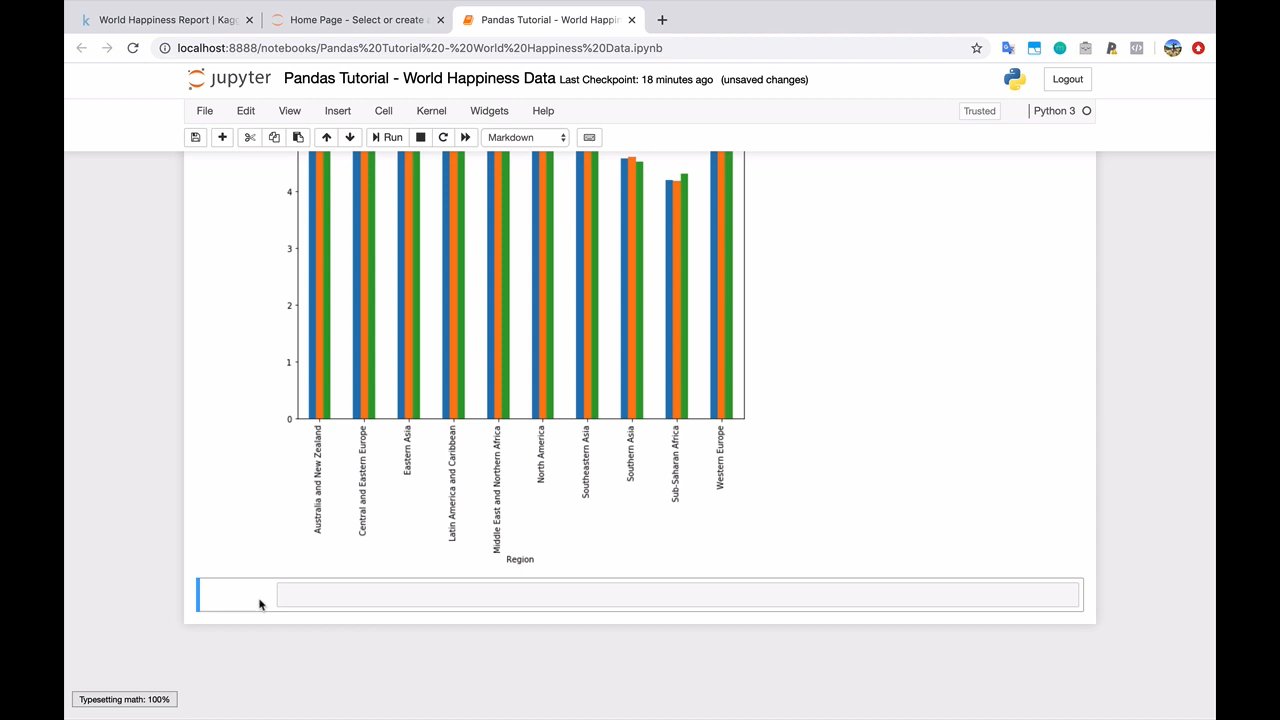 World Happiness Report | Kagg
Home Page - Select or create a
Pandas Tutorial - World Happin
localhost:8888/notebooks/Pandas%20Tutorial%20-%20World%20Happiness%20Data.ipynb
jupyter
Pandas Tutorial - World Happiness Data Last Checkpoint: 18 minutes ago (unsaved changes)
Logout
File Edit View Insert Cell Kernel Widgets Help
Trusted
Python 3
Run
Markdown
4
3
2
1
0
Australia and New Zealand
Central and Eastern Europe
Eastern Asia
Latin America and Caribbean
Middle East and Northern Africa
North America
Southeastern Asia
Southern Asia
Sub-Saharan Africa
Western Europe
Region
Typesetting math: 100%